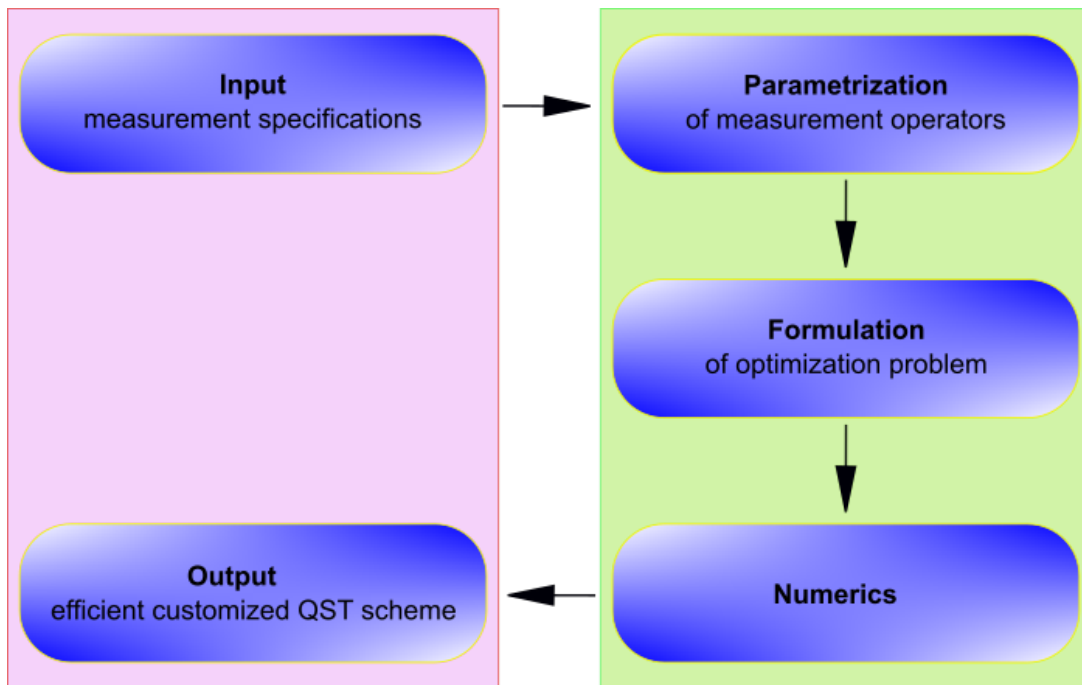 Input
measurement specifications
Parametrization
of measurement operators
Formulation
of optimization problem
Numerics
Output
efficient customized QST scheme